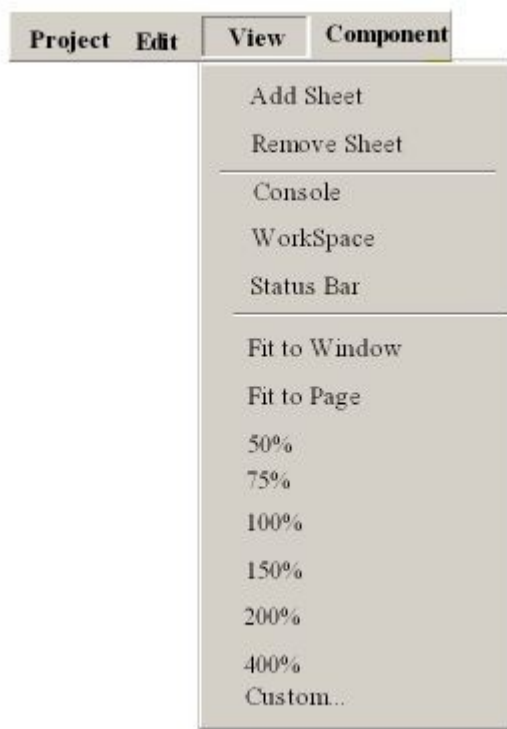 Project Edit View Component
Add Sheet
Remove Sheet
Console
WorkSpace
Status Bar
Fit to Window
Fit to Page
50%
75%
100%
150%
200%
400%
Custom...